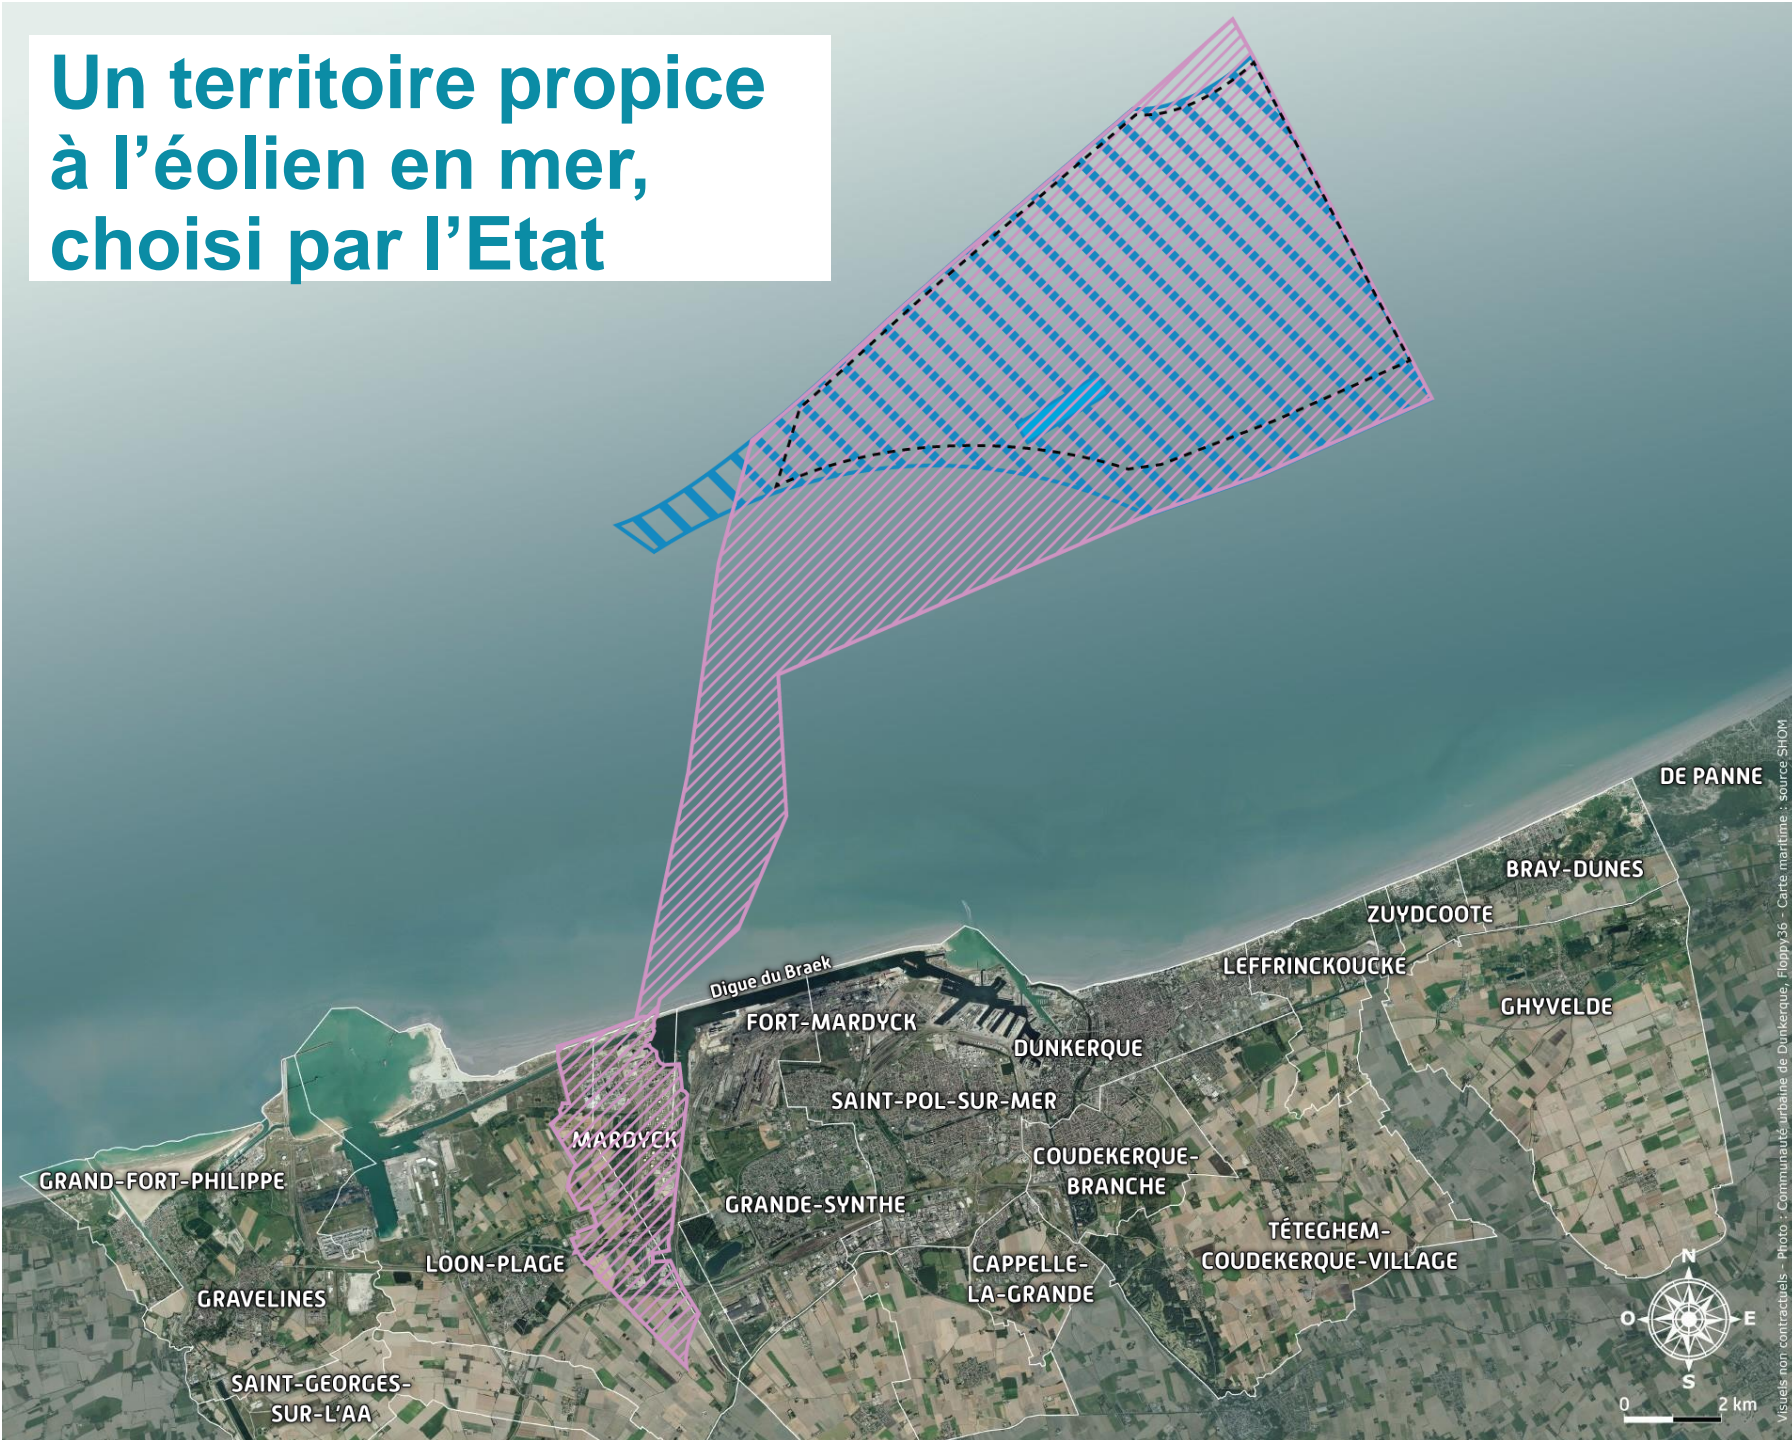 Un territoire propice
à l’éolien en mer,
choisi par l’Etat
DE PANNE
BRAY-DUNES
ZUYDCOOTE
LEFFRINCKOUCKE
GHYVELDE
Digue du Braek
FORT-MARDYCK
DUNKERQUE
SAINT-POL-SUR-MER
MARDYCK
COUDEKERQUE-
BRANCHE
GRAND-FORT-PHILIPPE
GRANDE-SYNTHE
TÉTEGHEM-
COUDEKERQUE-VILLAGE
LOON-PLAGE
CAPPELLE-
LA-GRANDE
GRAVELINES
SAINT-GEORGES-
SUR-L'AA
N
O
E
S
0
2 km
Visuels non contractuels - Photo : Communauté urbaine de Dunkerque, Floppy36 - Carte maritime : source SHOM